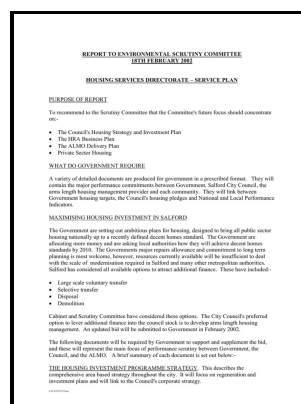 REPORT TO ENVIRONMENTAL SCRUTINY COMMITTEE
18TH FEBRUARY 2002
HOUSING SERVICES DIRECTORATE – SERVICE PLAN
PURPOSE OF REPORT
To recommend to the Scrutiny Committee that the Committee's future focus should concentrate
on:-
• The Council's Housing Strategy and Investment Plan
• The HRA Business Plan
• The ALMO Delivery Plan
• Private Sector Housing
WHAT DO GOVERNMENT REQUIRE
A variety of detailed documents are produced for government in a prescribed format. They will
contain the major performance commitments between Government, Salford City Council, the
arms length management provider and each community. They will link between
Government housing targets, the Council's housing pledges and National and Local Performance
Indicators.
MAXIMISING HOUSING INVESTMENT IN SALFORD
The Government are setting out ambitious plans for housing, designed to bring all public sector
housing nationally up to a recently defined decent homes standard. The Government are
allocating more money and are asking local authorities how they will achieve decent homes
standards by 2010. The Governments major repairs allowance and commitment to long term
planning is most welcome, however, resources currently available will be insufficient to deal
with the scale of modernisation required in Salford and many other metropolitan authorities.
Salford has considered all available options to attract additional finance. These have included:-
• Large scale voluntary transfer
• Selective transfer
• Disposal
• Demolition
Cabinet and Scrutiny Committee have considered these options. The City Council's preferred
option to lever additional finance into the council stock is to develop arms length housing
management. An updated bid will be submitted to Government in February 2002.
The following documents will be required by Government to support and supplement the bid,
and these will represent the main focus of performance scrutiny between Government, the
Council, and the ALMO. A brief summary of each document is set out below:-
THE HOUSING INVESTMENT PROGRAMME STRATEGY. This describes the
comprehensive area based strategy throughout the city. It will focus on regeneration and
investment plans and will link to the Council's corporate strategy.